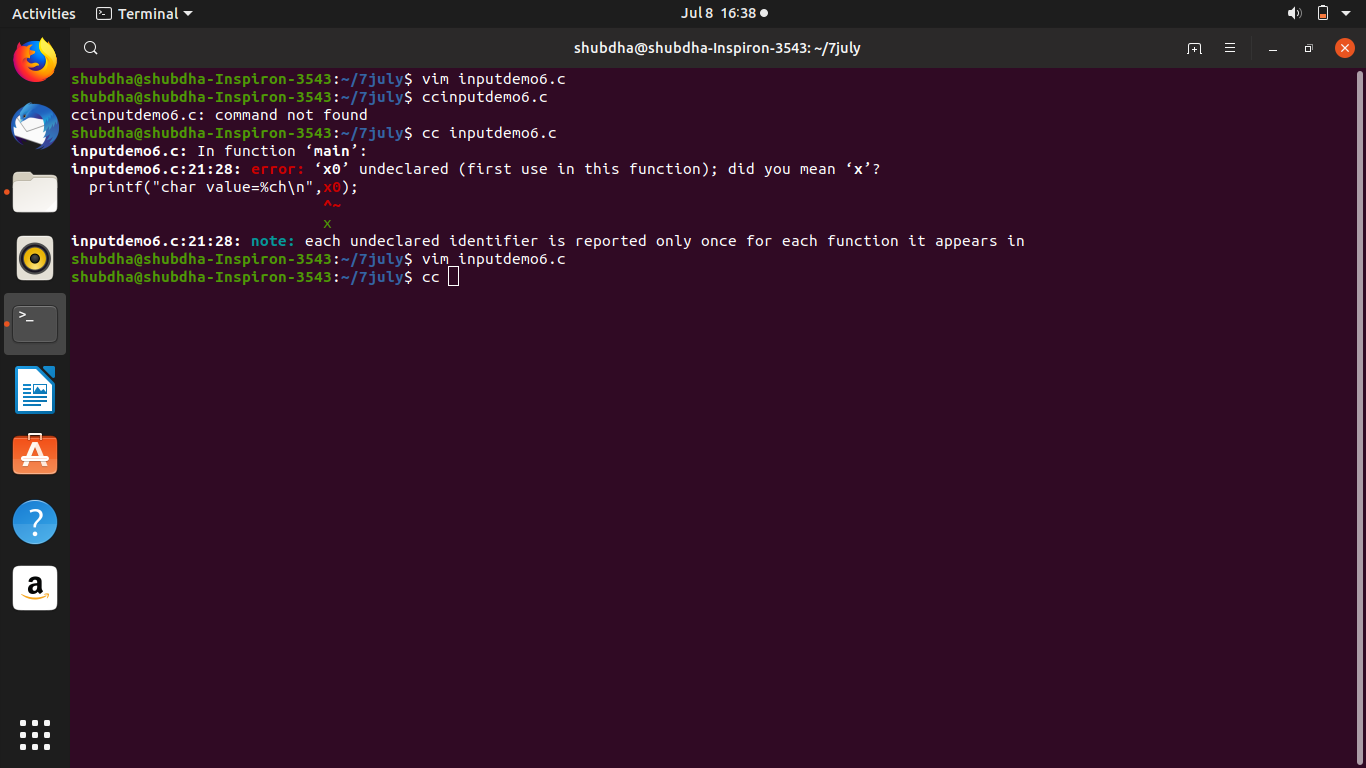 Activities Terminal Jul 8 16:38
shubdha@shubdha-Inspiron-3543: ~/7july
shubdha@shubdha-Inspiron-3543:~/7july$ vim inputdemo6.c
shubdha@shubdha-Inspiron-3543:~/7july$ ccinputdemo6.c
ccinputdemo6.c: command not found
shubdha@shubdha-Inspiron-3543:~/7july$ cc inputdemo6.c
inputdemo6.c: In function ‘main’:
inputdemo6.c:21:28: error: ‘x0’ undeclared (first use in this function); did you mean ‘x’?
  printf("char value=%ch\n",x0);
                            ^~
                            x
inputdemo6.c:21:28: note: each undeclared identifier is reported only once for each function it appears in
shubdha@shubdha-Inspiron-3543:~/7july$ vim inputdemo6.c
shubdha@shubdha-Inspiron-3543:~/7july$ cc
>_
?
a